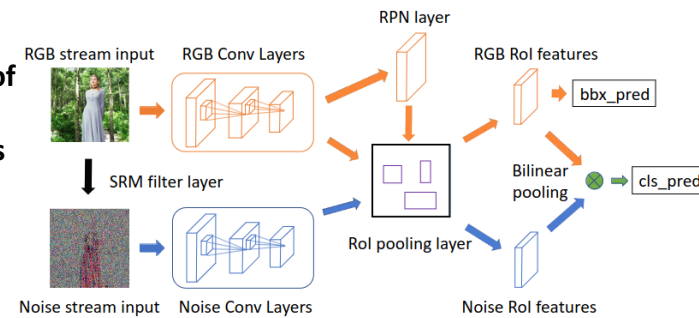 of
s
RPN layer
RGB stream input
RGB Conv Layers
RGB RoI features
bbx_pred
SRM filter layer
Bilinear
pooling
cls_pred
RoI pooling layer
Noise stream input
Noise Conv Layers
Noise RoI features